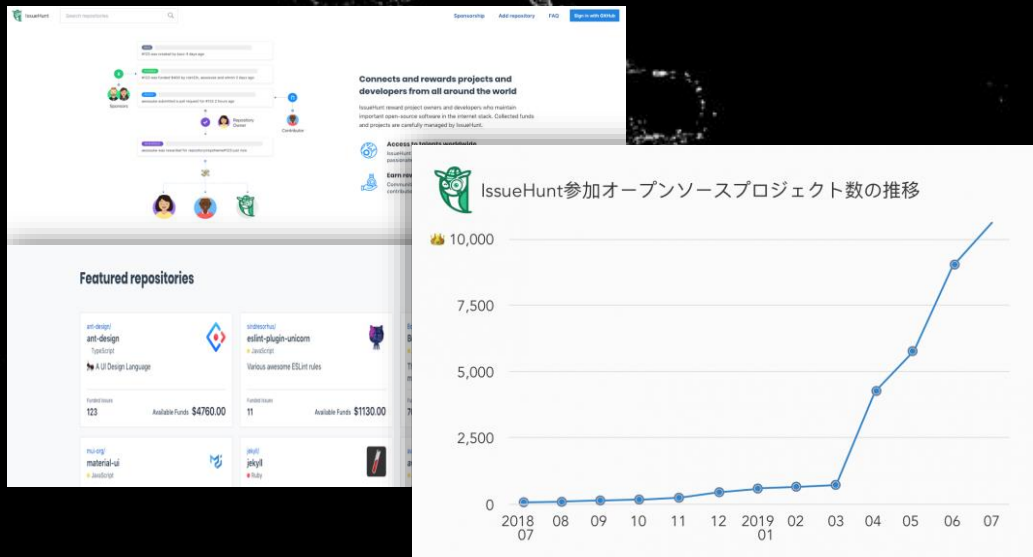 IssueHunt
Search repositories
Sponsorship
Add repository
FAQ
Sign in with GitHub
Sponsors
Repository
Owner
Contributor
Connects and rewards projects and
developers from all around the world
IssueHunt reward project owners and developers who maintain
important open-source software in the internet stack. Collected funds
and projects are carefully managed by IssueHunt.
Access to talents worldwide
IssueHunt
Featured repositories
ant-design/
ant-design
TypeScript
A UI Design Language
Funded Issues
123
Available Funds $4760.00
sindresorhus/
eslint-plugin-unicorn
JavaScript
Various awesome ESLint rules
Funded Issues
11
Available Funds $1130.00
mui-org/
material-ui
JavaScript
jekyll/
jekyll
Ruby
IssueHunt参加オープンソースプロジェクト数の推移
10,000
7,500
5,000
2,500
0
2018 08 09 10 11 12 2019 02 03 04 05 06 07
07 01